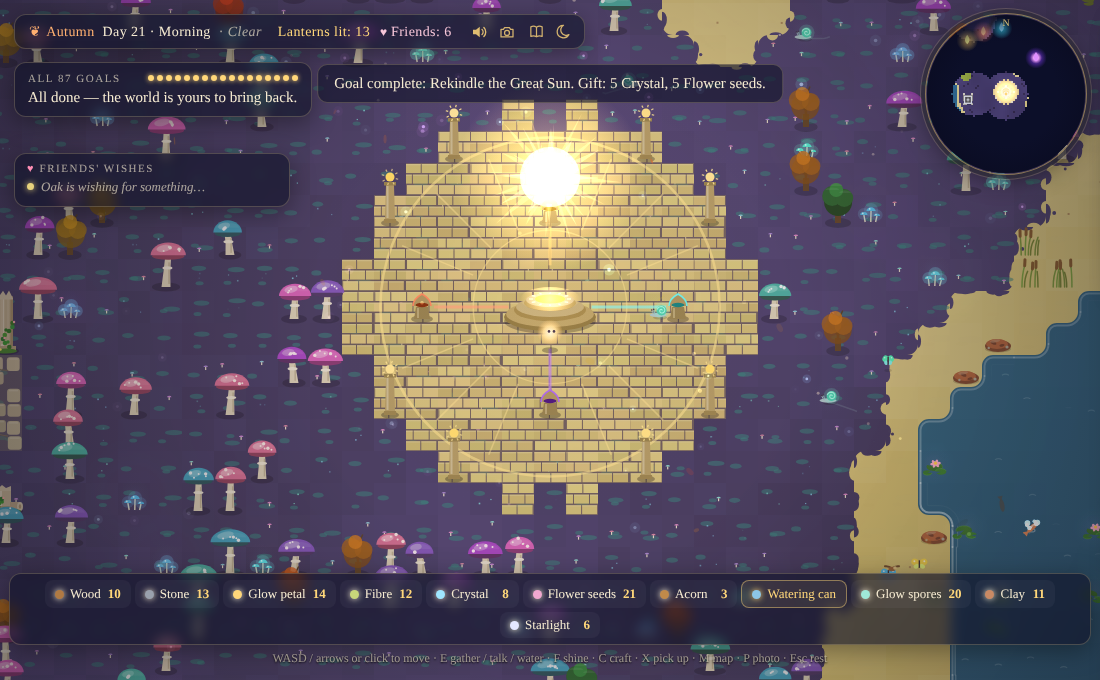 Autumn Day 21 · Morning · Clear Lanterns lit: 13 ♥ Friends: 6
N
ALL 87 GOALS
All done — the world is yours to bring back.
Goal complete: Rekindle the Great Sun. Gift: 5 Crystal, 5 Flower seeds.
♥ FRIENDS' WISHES
Oak is wishing for something…
Wood 10 Stone 13 Glow petal 14 Fibre 12 Crystal 8 Flower seeds 21 Acorn 3 Watering can Glow spores 20 Clay 11
Starlight 6
WASD / arrows or click to move · E gather / talk / water · F shine · C craft · X pick up · M map · P photo · Esc rest